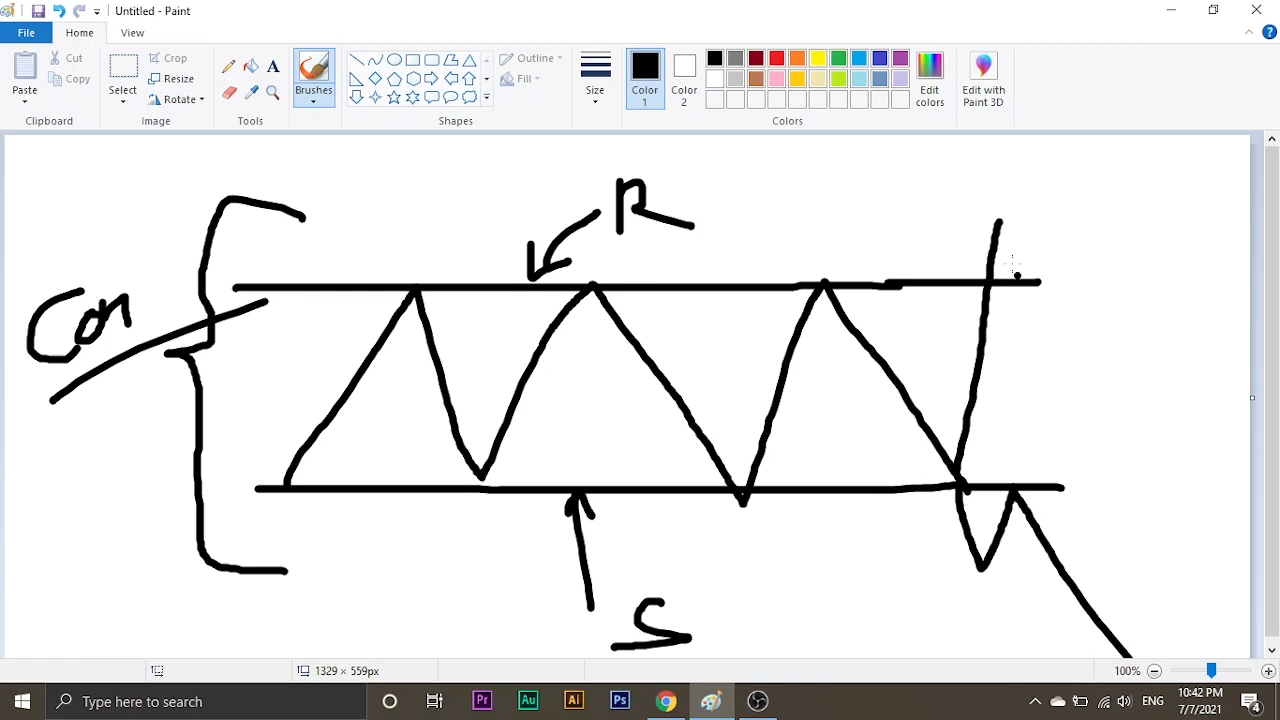 Untitled - Paint
File Home View
Paste
Cut
Copy
Clipboard
Select
Crop
Resize
Rotate
Image
Tools
Brushes
Outline
Fill
Shapes
Size
Color 1
Color 2
Edit colors
Colors
Edit with Paint 3D
R
Con
S
1329 × 559px
100%
Type here to search
Pr Au Ai Ps
ENG
10:42 PM
7/7/2021
4